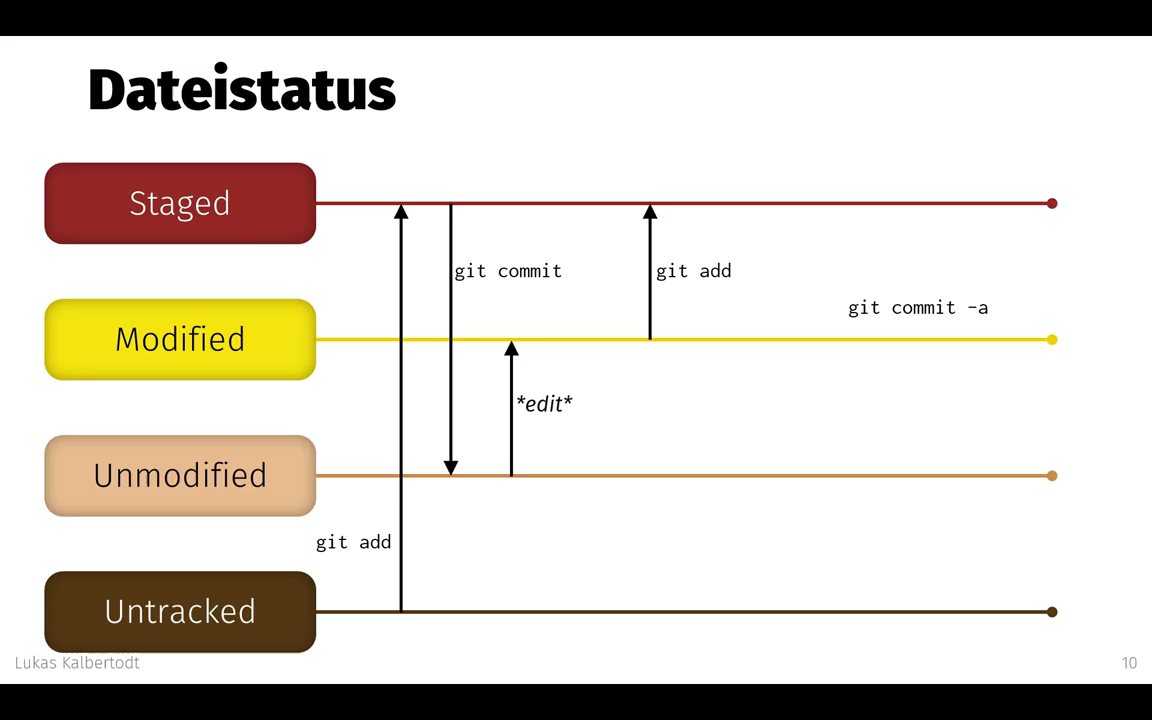 Dateistatus
Staged
git commit
git add
git commit -a
Modified
*edit*
Unmodified
git add
Untracked
Lukas Kalbertodt
10